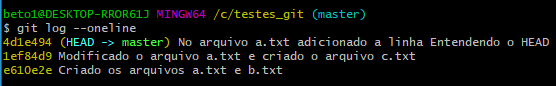 beto1@DESKTOP-RROR61J MINGW64 /c/testes_git (master)
$ git log --oneline
4d1e494 (HEAD -> master) No arquivo a.txt adicionado a linha Entendendo o HEAD
1ef84d9 Modificado o arquivo a.txt e criado o arquivo c.txt
e610e2e Criado os arquivos a.txt e b.txt